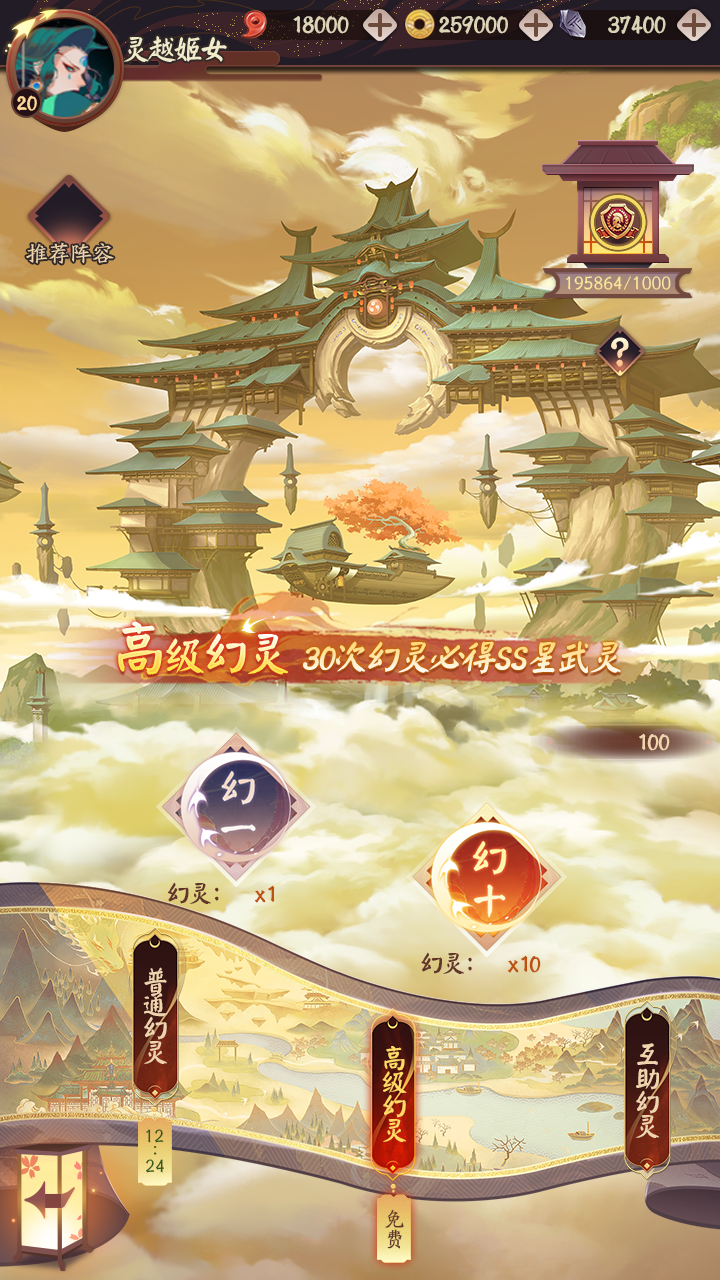 18000
259000
37400
灵越姬女
20
推荐阵容
195864/1000
?
高级幻灵 30次幻灵必得SS星武灵
100
幻一
幻灵： x1
幻十
幻灵： x10
普通幻灵
12:24
高级幻灵
免费
互助幻灵